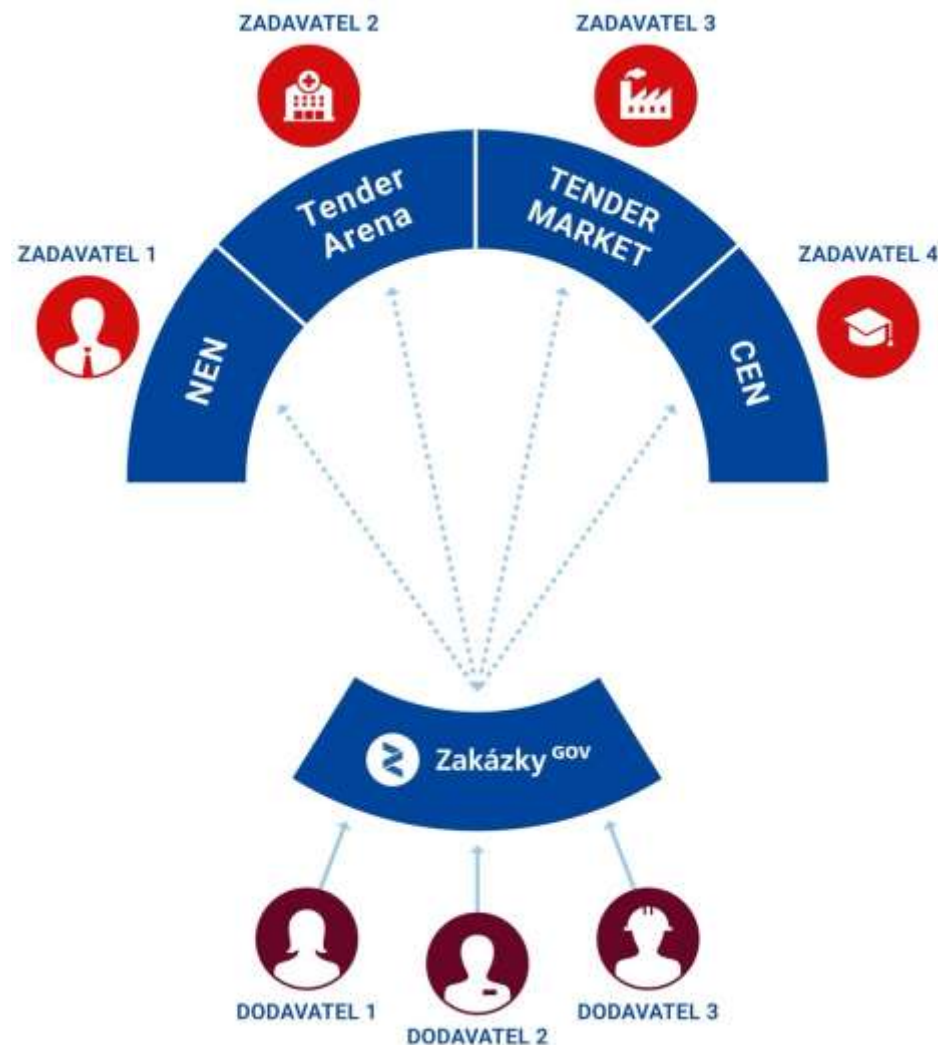 ZADAVATEL 2
ZADAVATEL 3
Tender
Arena
TENDER
MARKET
ZADAVATEL 1
ZADAVATEL 4
NEN
CEN
Zakázky GOV
DODAVATEL 1
DODAVATEL 2
DODAVATEL 3